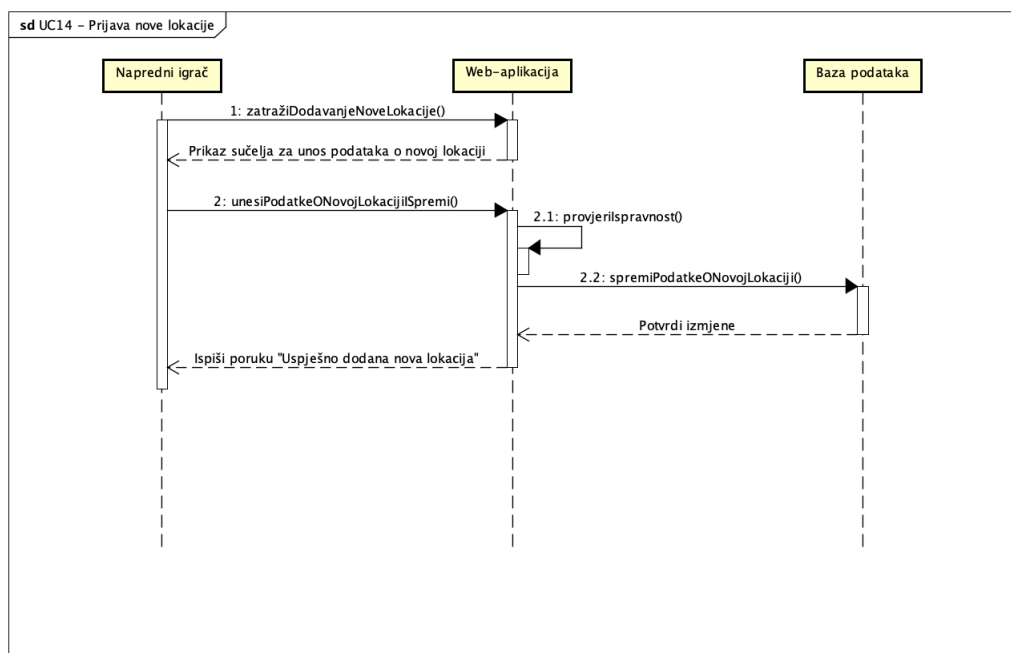 sd UC14 - Prijava nove lokacije
Napredni igrač
Web-aplikacija
Baza podataka
1: zatražiDodavanjeNoveLokacije()
Prikaz sučelja za unos podataka o novoj lokaciji
2: unesiPodatkeONovojLokacijiISpremi()
2.1: provjeriIspravnost()
2.2: spremiPodatkeONovojLokaciji()
Potvrdi izmjene
Ispiši poruku "Uspješno dodana nova lokacija"